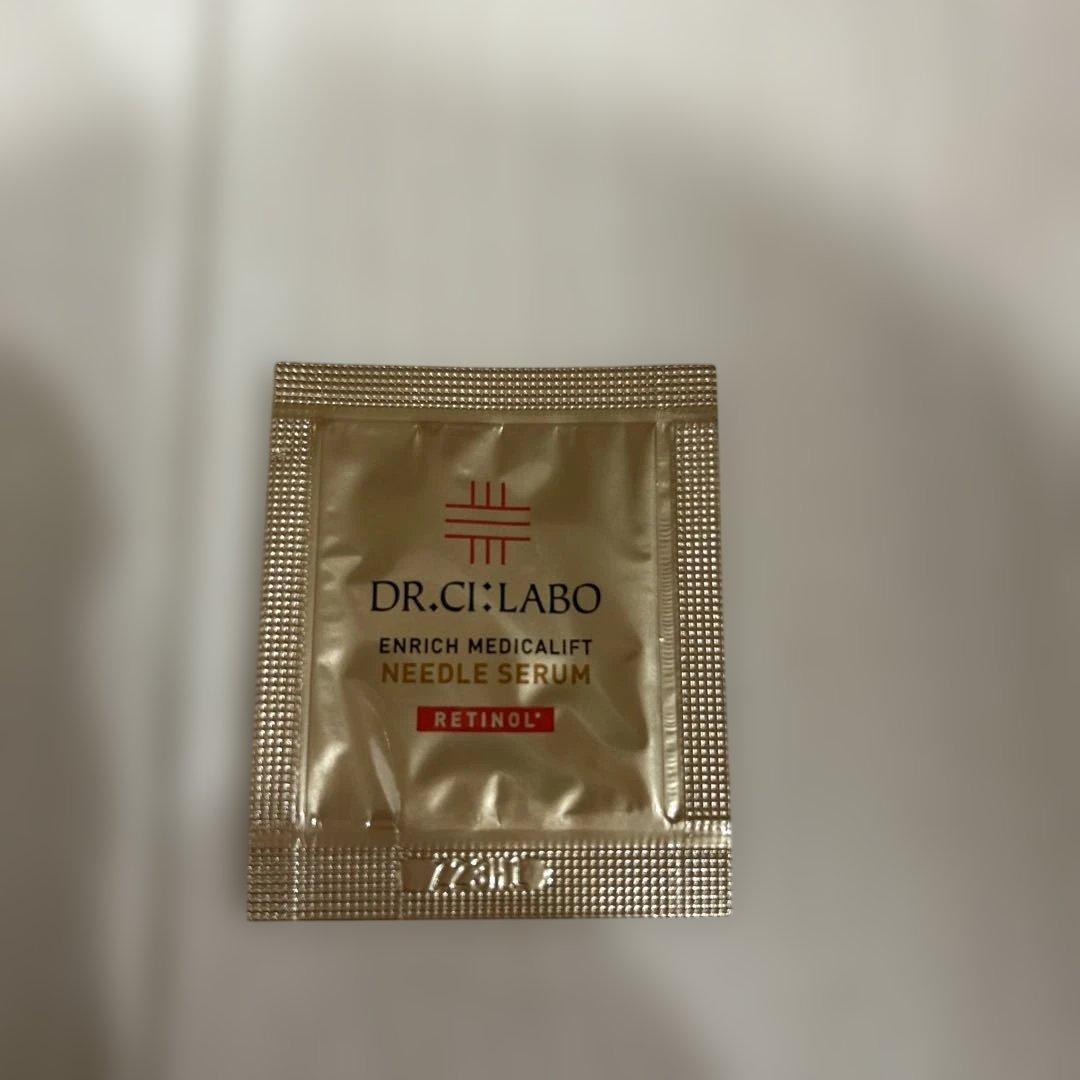 DR.CI:LABO
ENRICH MEDICALIFT
NEEDLE SERUM
RETINOL*